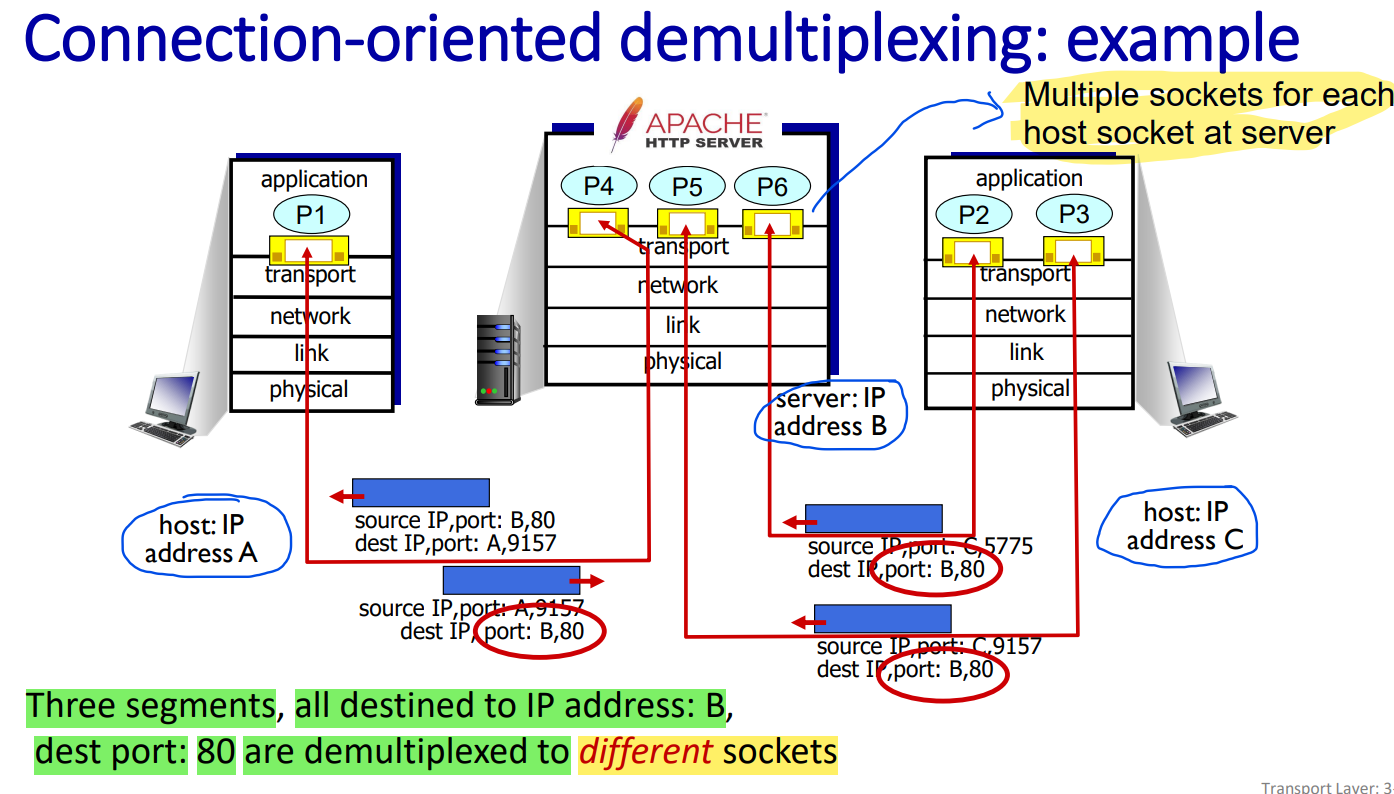 Connection-oriented demultiplexing: example
Multiple sockets for each
host socket at server
APACHE
HTTP SERVER
application
P1
transport
network
link
physical
P4 P5 P6
transport
network
link
physical
application
P2 P3
transport
network
link
physical
server: IP
address B
host: IP
address A
host: IP
address C
source IP,port: B,80
dest IP,port: A,9157
source IP,port: A,9157
dest IP, port: B,80
source IP,port: C,5775
dest IP,port: B,80
source IP,port: C,9157
dest IP,port: B,80
Three segments, all destined to IP address: B,
dest port: 80 are demultiplexed to different sockets
Transport Layer: 3